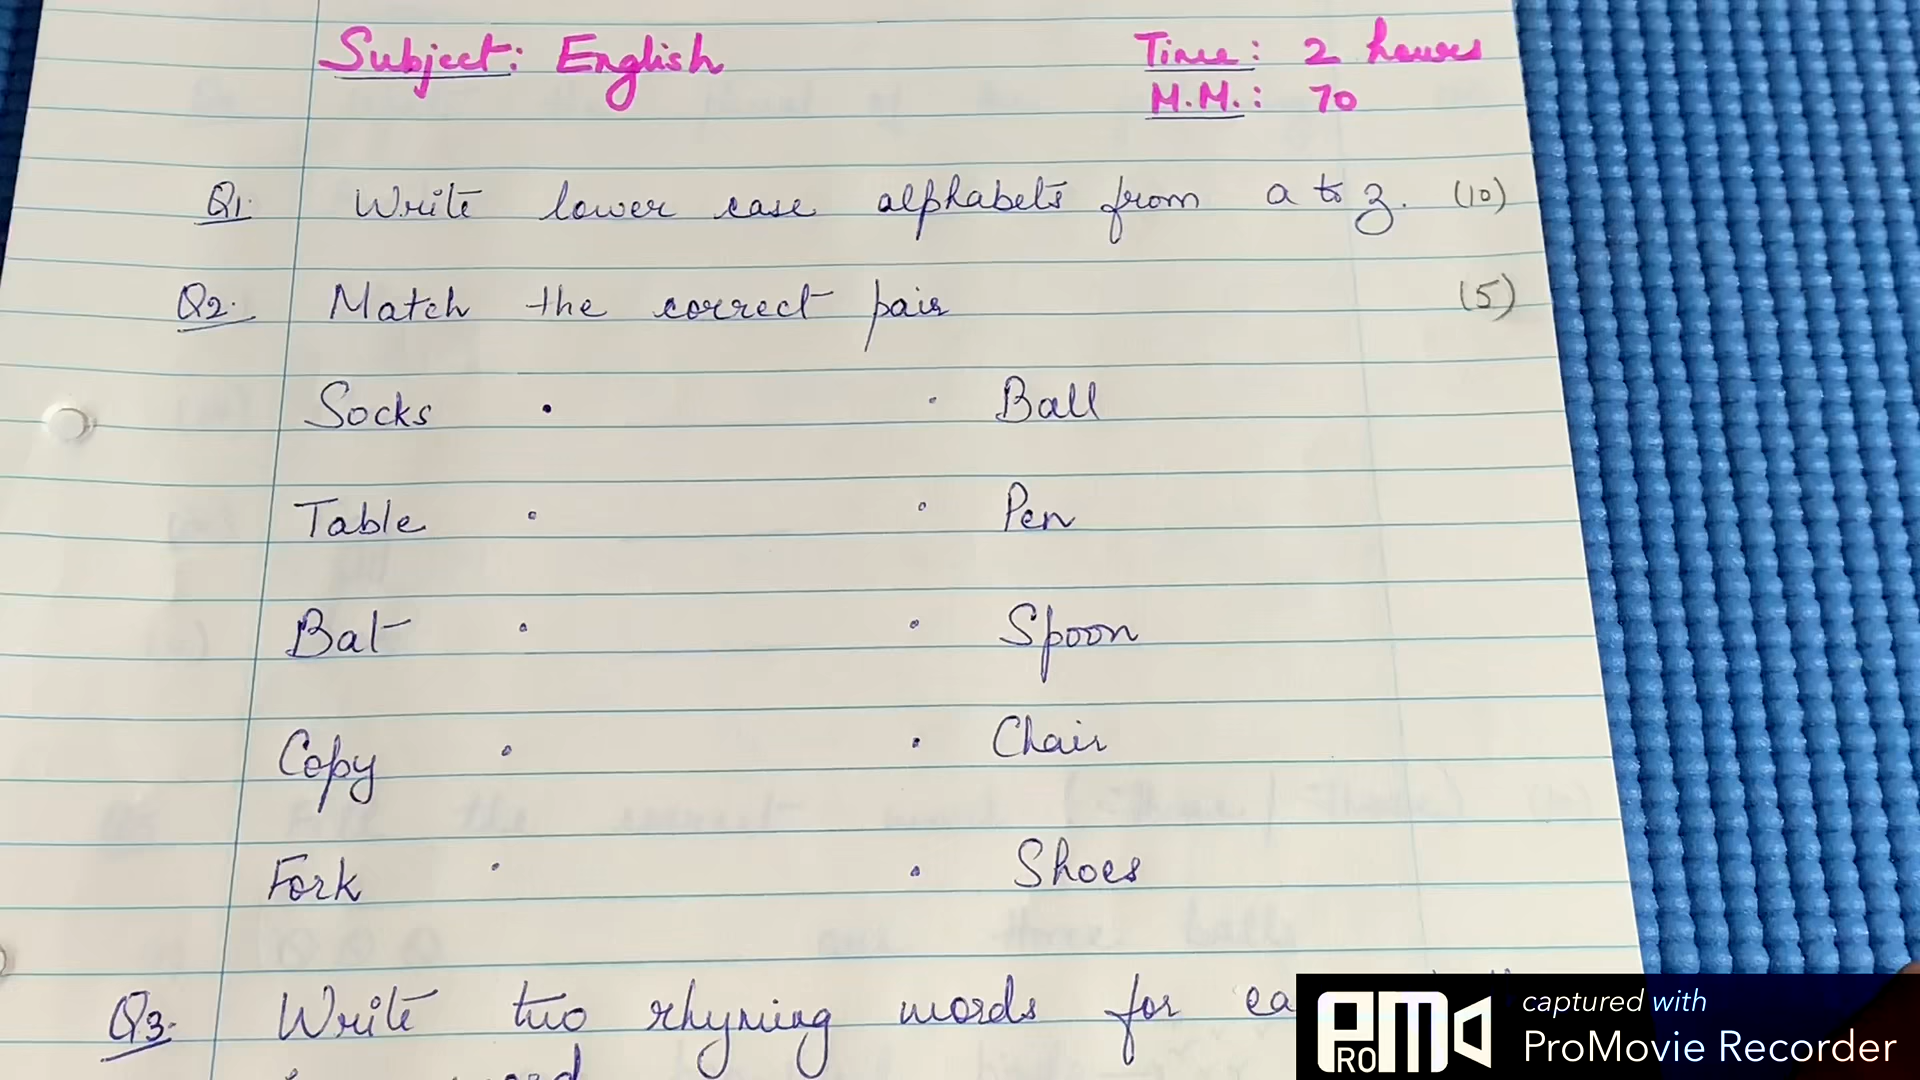 Subject: English
Time: 2 hours
M.M.: 70
Q1. Write lower case alphabets from a to z. (10)
Q2. Match the correct pair (5)
Socks . . Ball
Table . . Pen
Bat . . Spoon
Copy . . Chair
Fork . . Shoes
Q3. Write two rhyming words for
captured with
PRO M
ProMovie Recorder